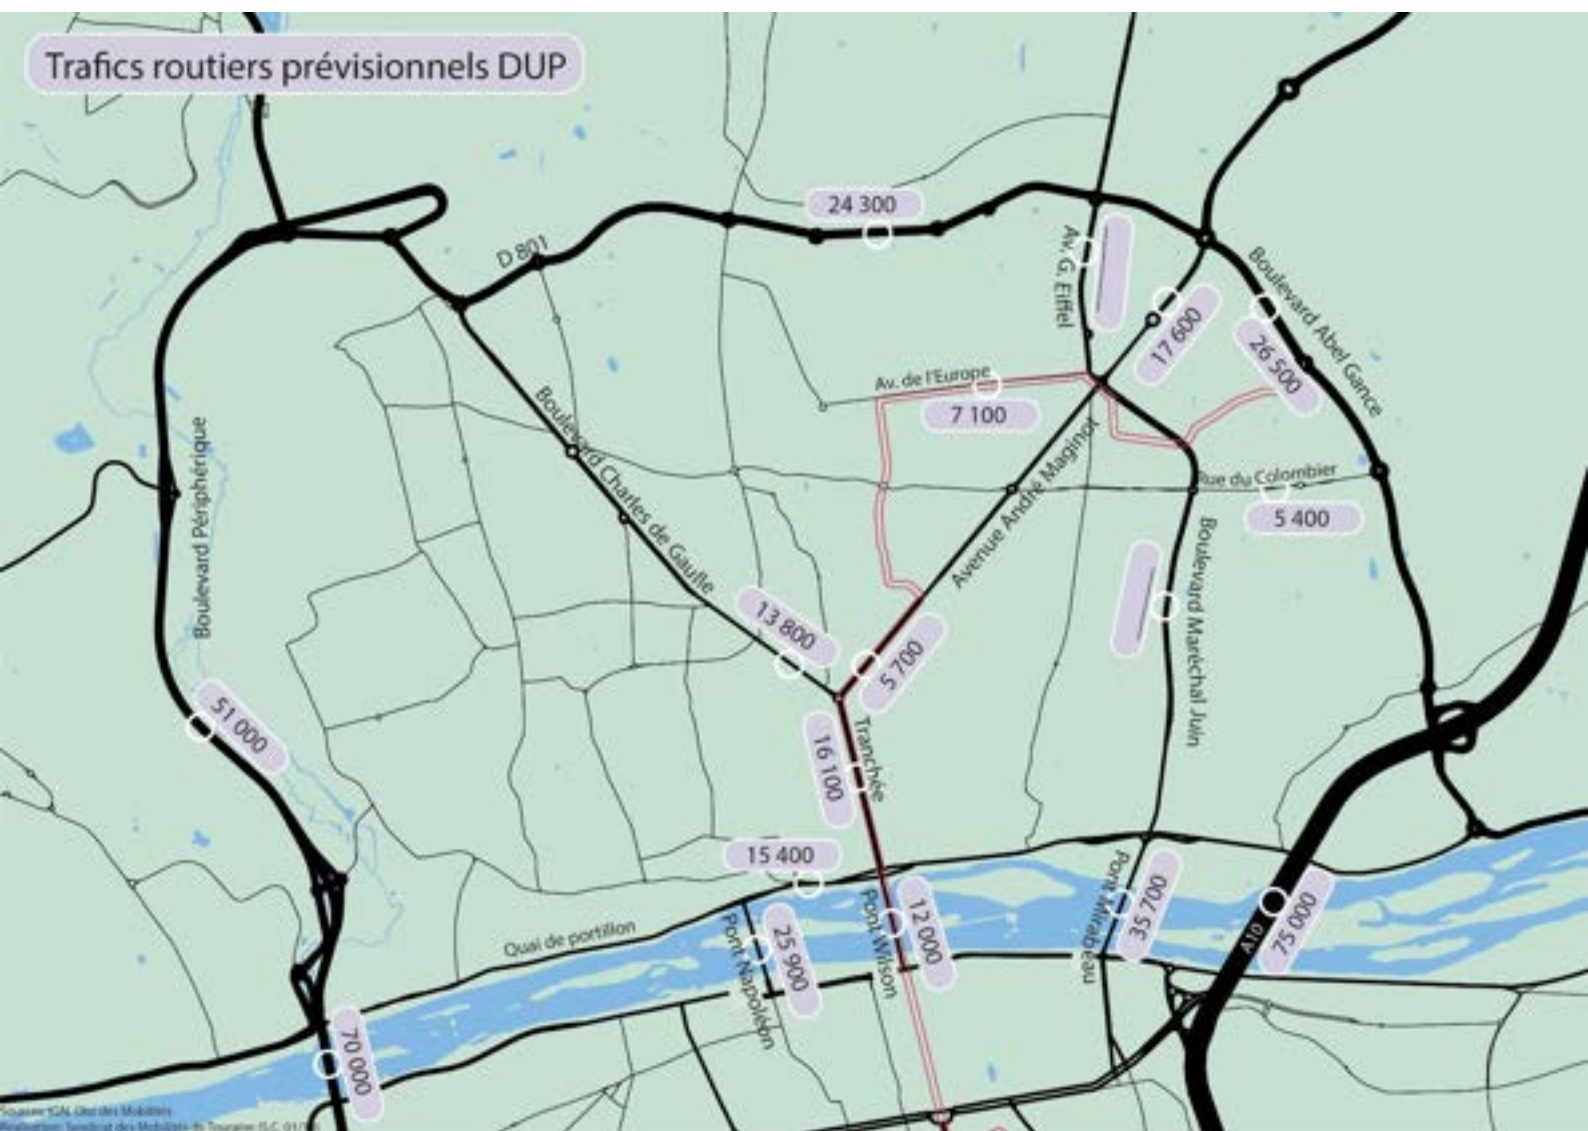 Trafics routiers prévisionnels DUP
24 300
D 801
Av. G. Eiffel
17 600
Boulevard Abel Gance
26 500
Av. de l'Europe
7 100
Boulevard Charles de Gaulle
Avenue André Maginot
Rue du Colombier
5 400
Boulevard Périphérique
Boulevard Maréchal Juin
13 800
5 700
51 000
Tranchée
16 100
15 400
Pont Mirabeau
35 700
Pont Wilson
12 000
A10
75 000
Quai de portillon
Pont Napoléon
25 900
70 000